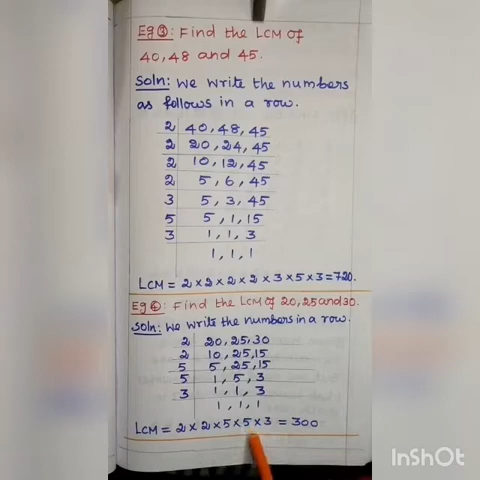 Eg③: Find the LCM of
40, 48 and 45.
Soln: We write the numbers
as follows in a row.
2 | 40, 48, 45
2 | 20, 24, 45
2 | 10, 12, 45
2 | 5, 6, 45
3 | 5, 3, 45
5 | 5, 1, 15
3 | 1, 1, 3
1, 1, 1
LCM = 2 × 2 × 2 × 2 × 3 × 5 × 3 = 720.
Eg④: Find the LCM of 20, 25 and 30.
Soln: We write the numbers in a row.
2 | 20, 25, 30
2 | 10, 25, 15
5 | 5, 25, 15
5 | 1, 5, 3
3 | 1, 1, 3
1, 1, 1
LCM = 2 × 2 × 5 × 5 × 3 = 300
InShOt